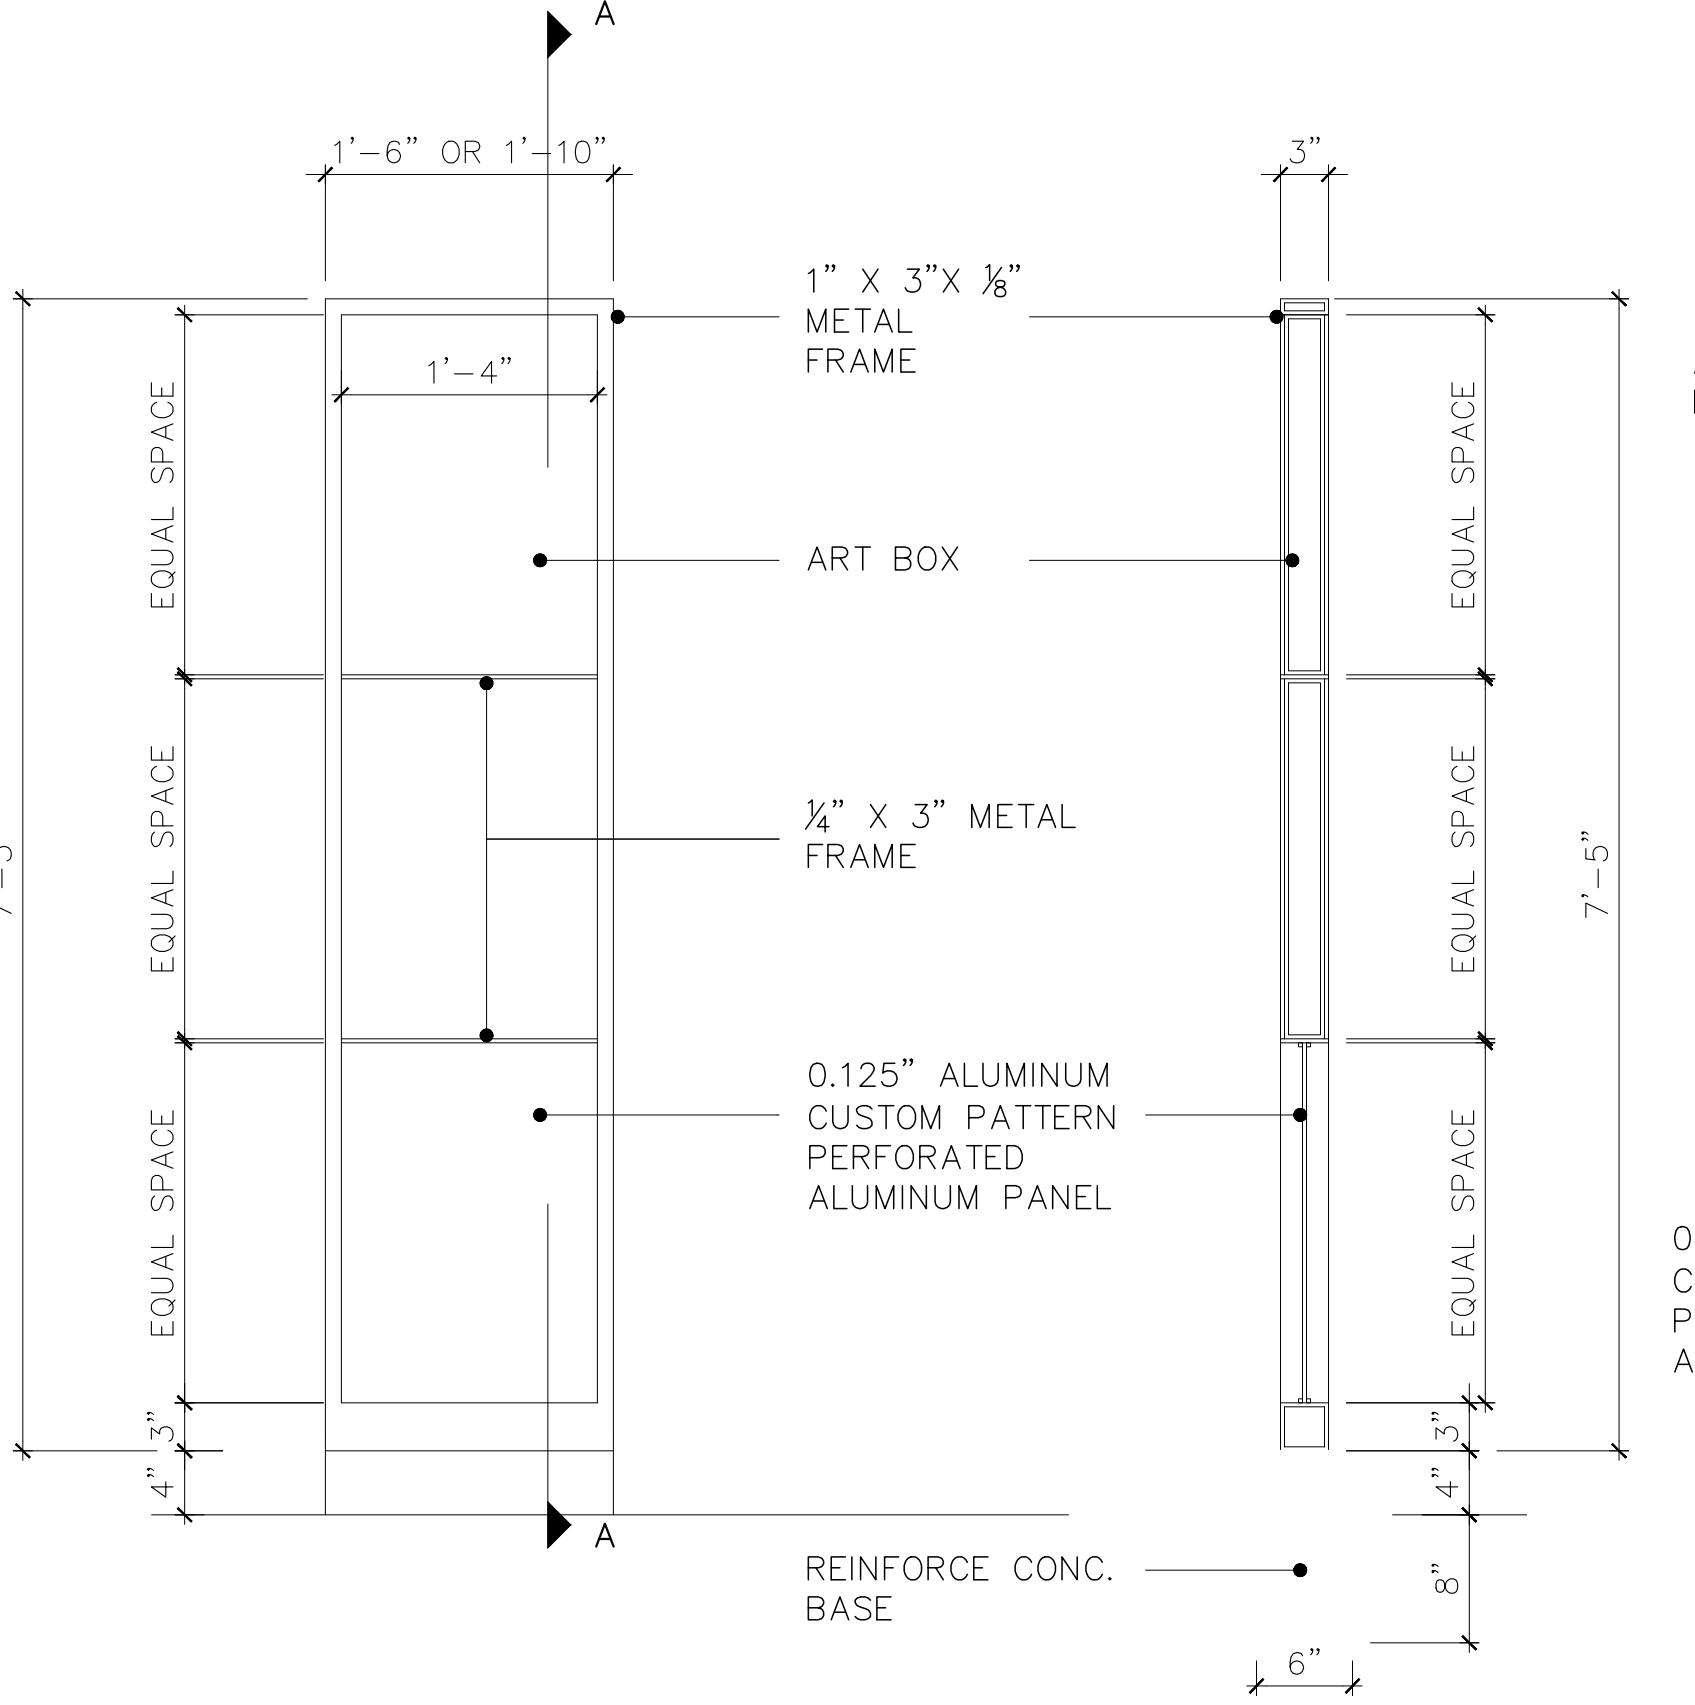 A
1'-6" OR 1'-10"
3"
1" X 3"X ⅛"
METAL
FRAME
1'-4"
EQUAL SPACE
EQUAL SPACE
ART BOX
EQUAL SPACE
EQUAL SPACE
¼" X 3" METAL
FRAME
7'-5"
0.125" ALUMINUM
CUSTOM PATTERN
PERFORATED
ALUMINUM PANEL
EQUAL SPACE
EQUAL SPACE
3"
3"
4"
4"
A
REINFORCE CONC.
BASE
8"
6"